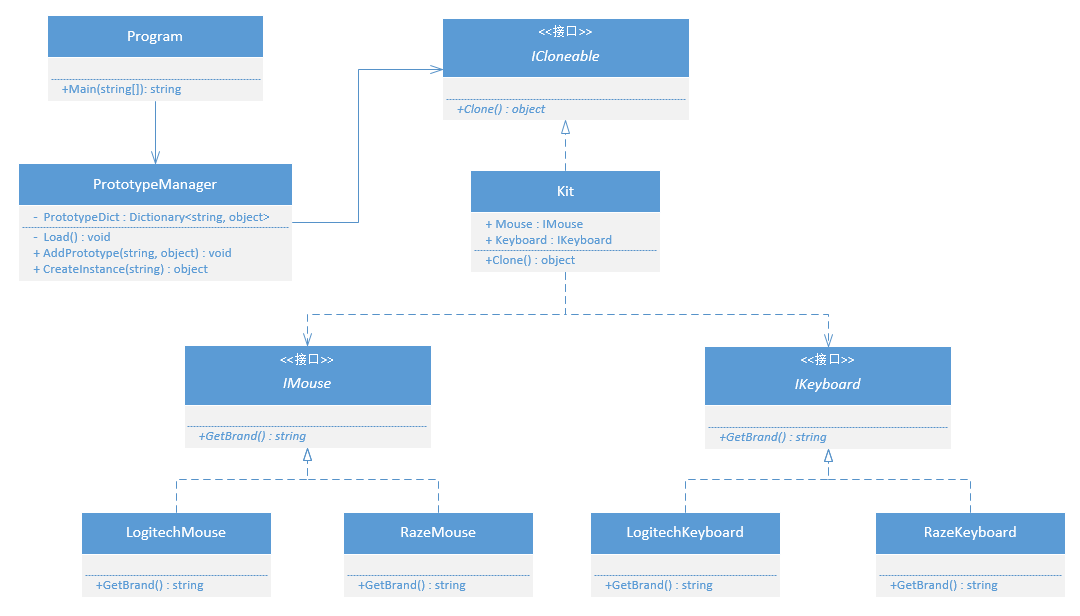 Program
+Main(string[]): string
<<接口>>
ICloneable
+Clone() : object
PrototypeManager
- PrototypeDict : Dictionary<string, object>
- Load() : void
+ AddPrototype(string, object) : void
+ CreateInstance(string) : object
Kit
+ Mouse : IMouse
+ Keyboard : IKeyboard
+Clone() : object
<<接口>>
IMouse
+GetBrand() : string
<<接口>>
IKeyboard
+GetBrand() : string
LogitechMouse
+GetBrand() : string
RazeMouse
+GetBrand() : string
LogitechKeyboard
+GetBrand() : string
RazeKeyboard
+GetBrand() : string